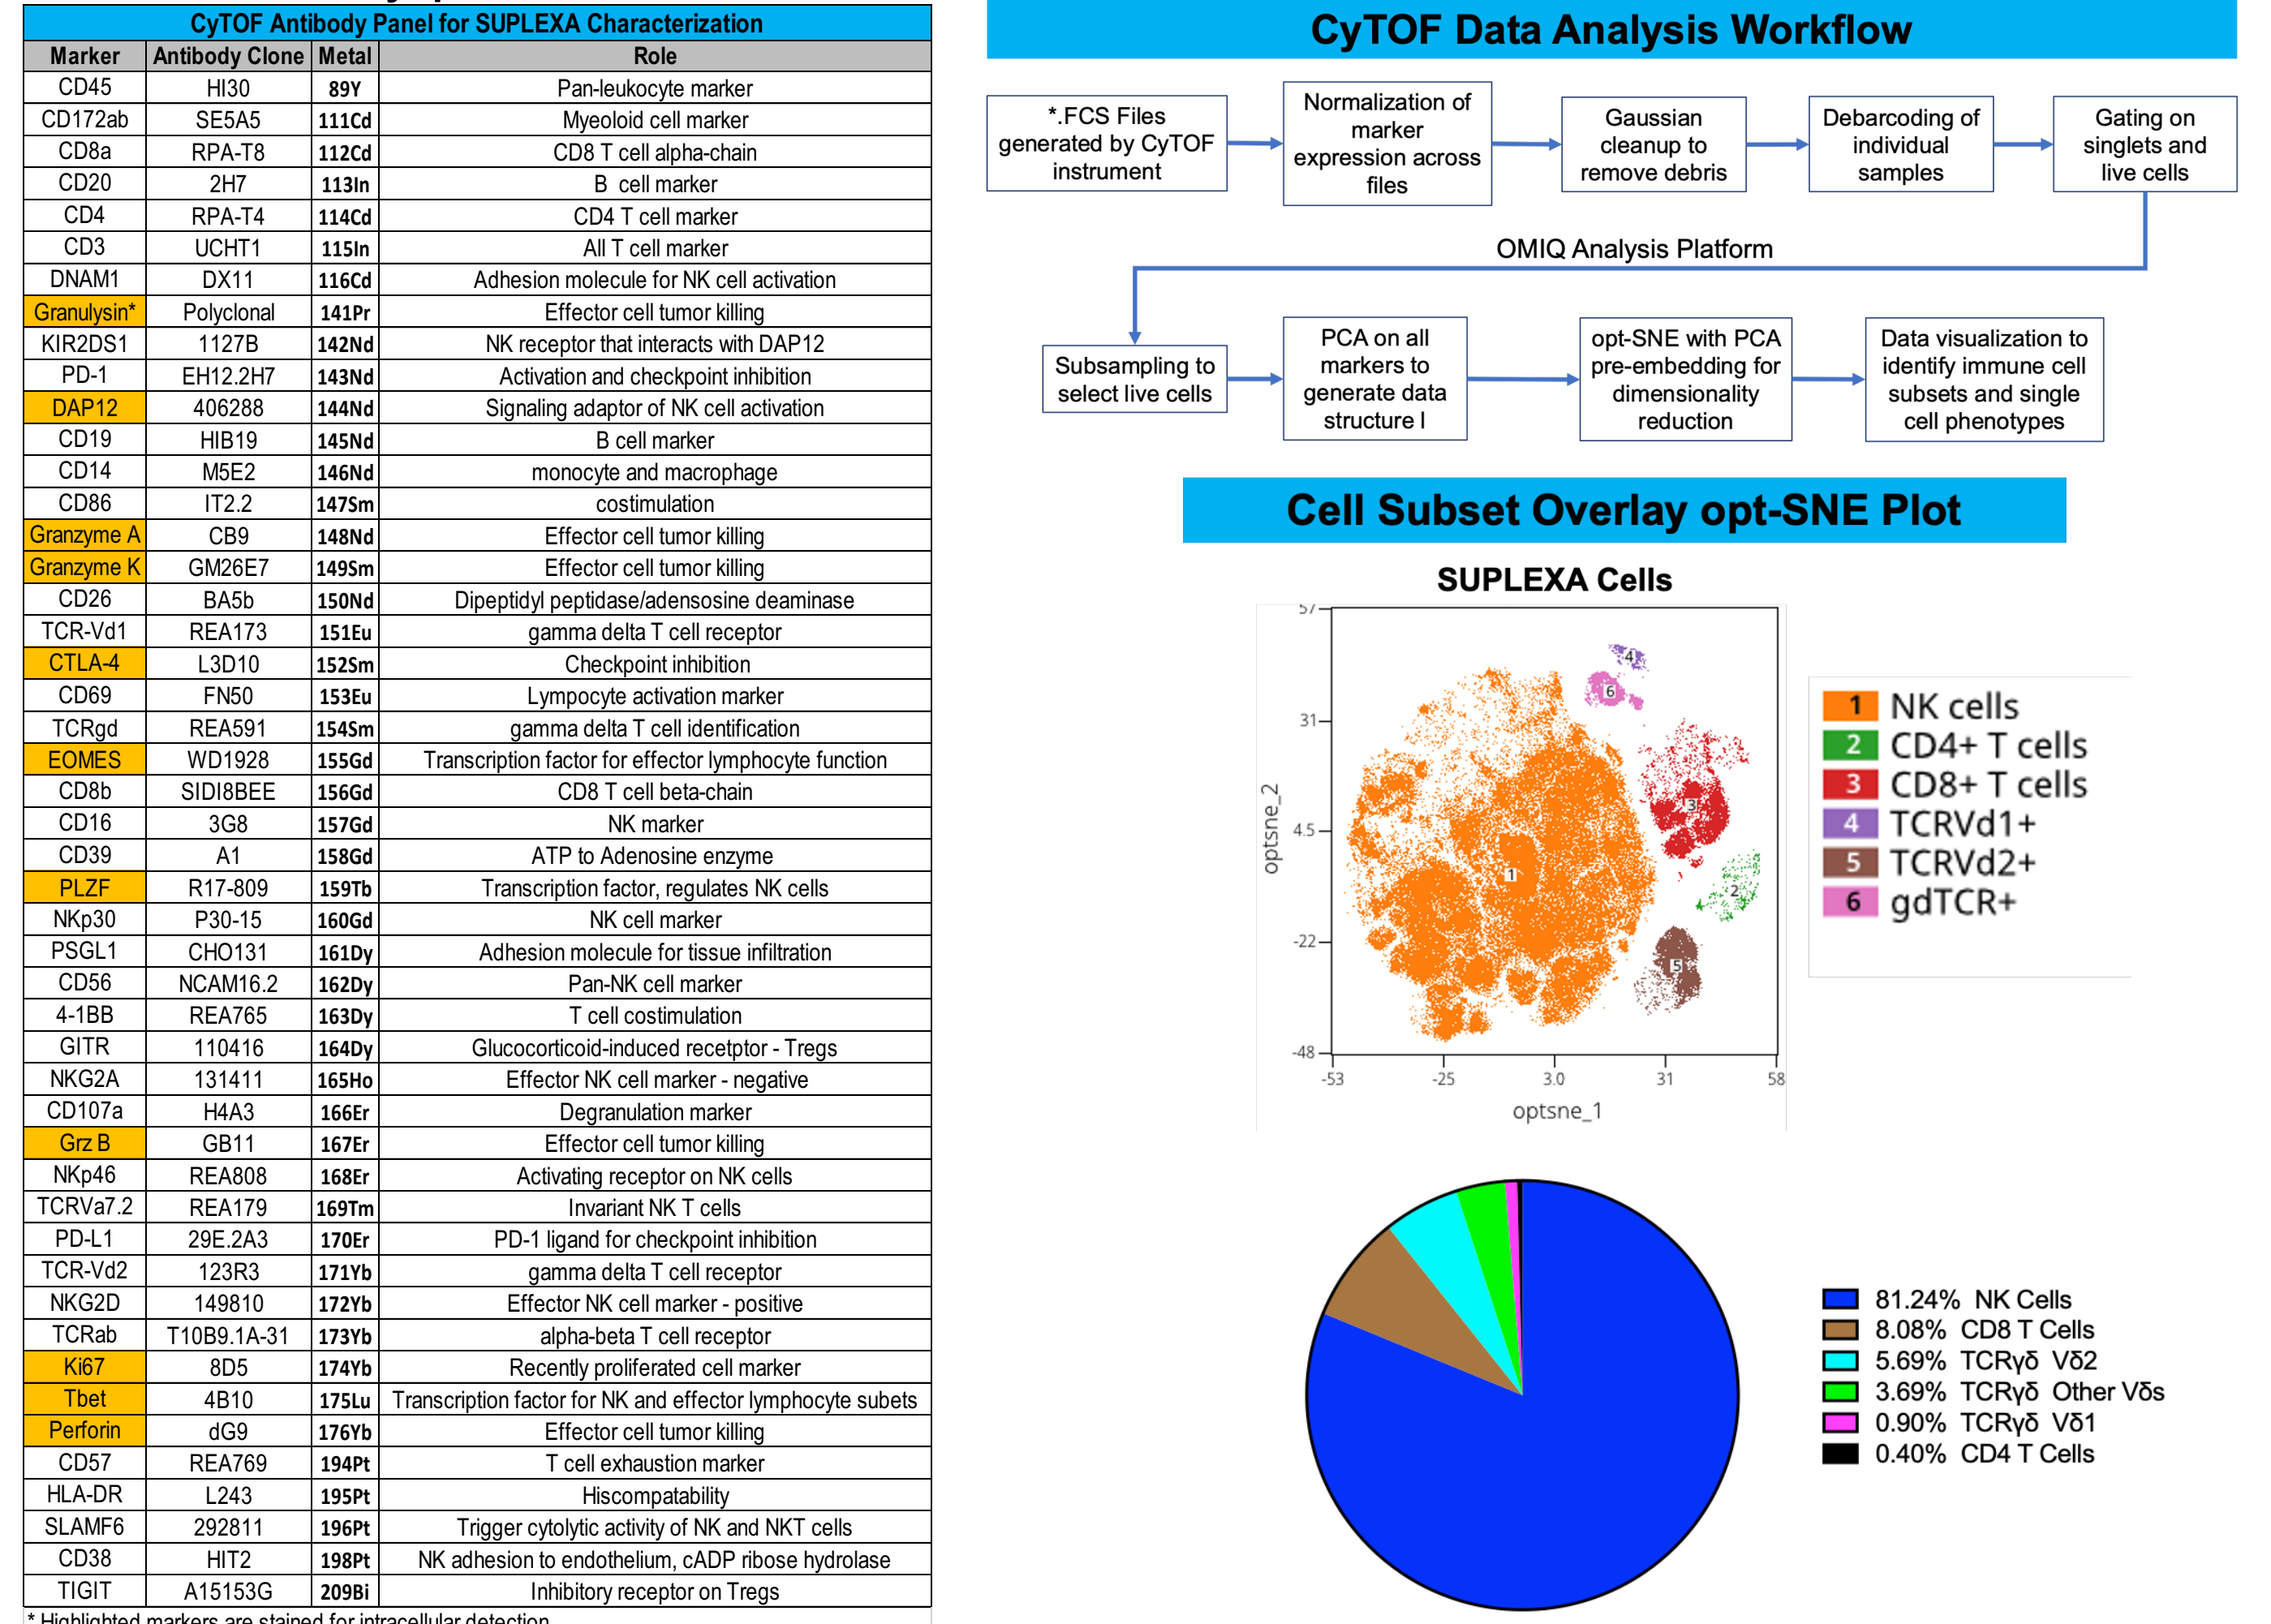 CyTOF Antibody Panel for SUPLEXA Characterization
Marker Antibody Clone Metal Role
CD45 HI30 89Y Pan-leukocyte marker
CD172ab SE5A5 111Cd Myeoloid cell marker
CD8a RPA-T8 112Cd CD8 T cell alpha-chain
CD20 2H7 113In B cell marker
CD4 RPA-T4 114Cd CD4 T cell marker
CD3 UCHT1 115In All T cell marker
DNAM1 DX11 116Cd Adhesion molecule for NK cell activation
Granulysin* Polyclonal 141Pr Effector cell tumor killing
KIR2DS1 1127B 142Nd NK receptor that interacts with DAP12
PD-1 EH12.2H7 143Nd Activation and checkpoint inhibition
DAP12 406288 144Nd Signaling adaptor of NK cell activation
CD19 HIB19 145Nd B cell marker
CD14 M5E2 146Nd monocyte and macrophage
CD86 IT2.2 147Sm costimulation
Granzyme A CB9 148Nd Effector cell tumor killing
Granzyme K GM26E7 149Sm Effector cell tumor killing
CD26 BA5b 150Nd Dipeptidyl peptidase/adensosine deaminase
TCR-Vd1 REA173 151Eu gamma delta T cell receptor
CTLA-4 L3D10 152Sm Checkpoint inhibition
CD69 FN50 153Eu Lympocyte activation marker
TCRgd REA591 154Sm gamma delta T cell identification
EOMES WD1928 155Gd Transcription factor for effector lymphocyte function
CD8b SIDI8BEE 156Gd CD8 T cell beta-chain
CD16 3G8 157Gd NK marker
CD39 A1 158Gd ATP to Adenosine enzyme
PLZF R17-809 159Tb Transcription factor, regulates NK cells
NKp30 P30-15 160Gd NK cell marker
PSGL1 CHO131 161Dy Adhesion molecule for tissue infiltration
CD56 NCAM16.2 162Dy Pan-NK cell marker
4-1BB REA765 163Dy T cell costimulation
GITR 110416 164Dy Glucocorticoid-induced recetptor - Tregs
NKG2A 131411 165Ho Effector NK cell marker - negative
CD107a H4A3 166Er Degranulation marker
Grz B GB11 167Er Effector cell tumor killing
NKp46 REA808 168Er Activating receptor on NK cells
TCRVa7.2 REA179 169Tm Invariant NK T cells
PD-L1 29E.2A3 170Er PD-1 ligand for checkpoint inhibition
TCR-Vd2 123R3 171Yb gamma delta T cell receptor
NKG2D 149810 172Yb Effector NK cell marker - positive
TCRab T10B9.1A-31 173Yb alpha-beta T cell receptor
Ki67 8D5 174Yb Recently proliferated cell marker
Tbet 4B10 175Lu Transcription factor for NK and effector lymphocyte subets
Perforin dG9 176Yb Effector cell tumor killing
CD57 REA769 194Pt T cell exhaustion marker
HLA-DR L243 195Pt Hiscompatability
SLAMF6 292811 196Pt Trigger cytolytic activity of NK and NKT cells
CD38 HIT2 198Pt NK adhesion to endothelium, cADP ribose hydrolase
TIGIT A15153G 209Bi Inhibitory receptor on Tregs
* Highlighted markers are stained for intracellular detection
CyTOF Data Analysis Workflow
*.FCS Files
generated by CyTOF
instrument
Normalization of
marker
expression across
files
Gaussian
cleanup to
remove debris
Debarcoding of
individual
samples
Gating on
singlets and
live cells
OMIQ Analysis Platform
Subsampling to
select live cells
PCA on all
markers to
generate data
structure l
opt-SNE with PCA
pre-embedding for
dimensionality
reduction
Data visualization to
identify immune cell
subsets and single
cell phenotypes
Cell Subset Overlay opt-SNE Plot
SUPLEXA Cells
57
31
4.5
-22
-48
optsne_2
-53 -25 3.0 31 58
optsne_1
4
6
3
1
2
5
1 NK cells
2 CD4+ T cells
3 CD8+ T cells
4 TCRVd1+
5 TCRVd2+
6 gdTCR+
81.24% NK Cells
8.08% CD8 T Cells
5.69% TCRγδ Vδ2
3.69% TCRγδ Other Vδs
0.90% TCRγδ Vδ1
0.40% CD4 T Cells